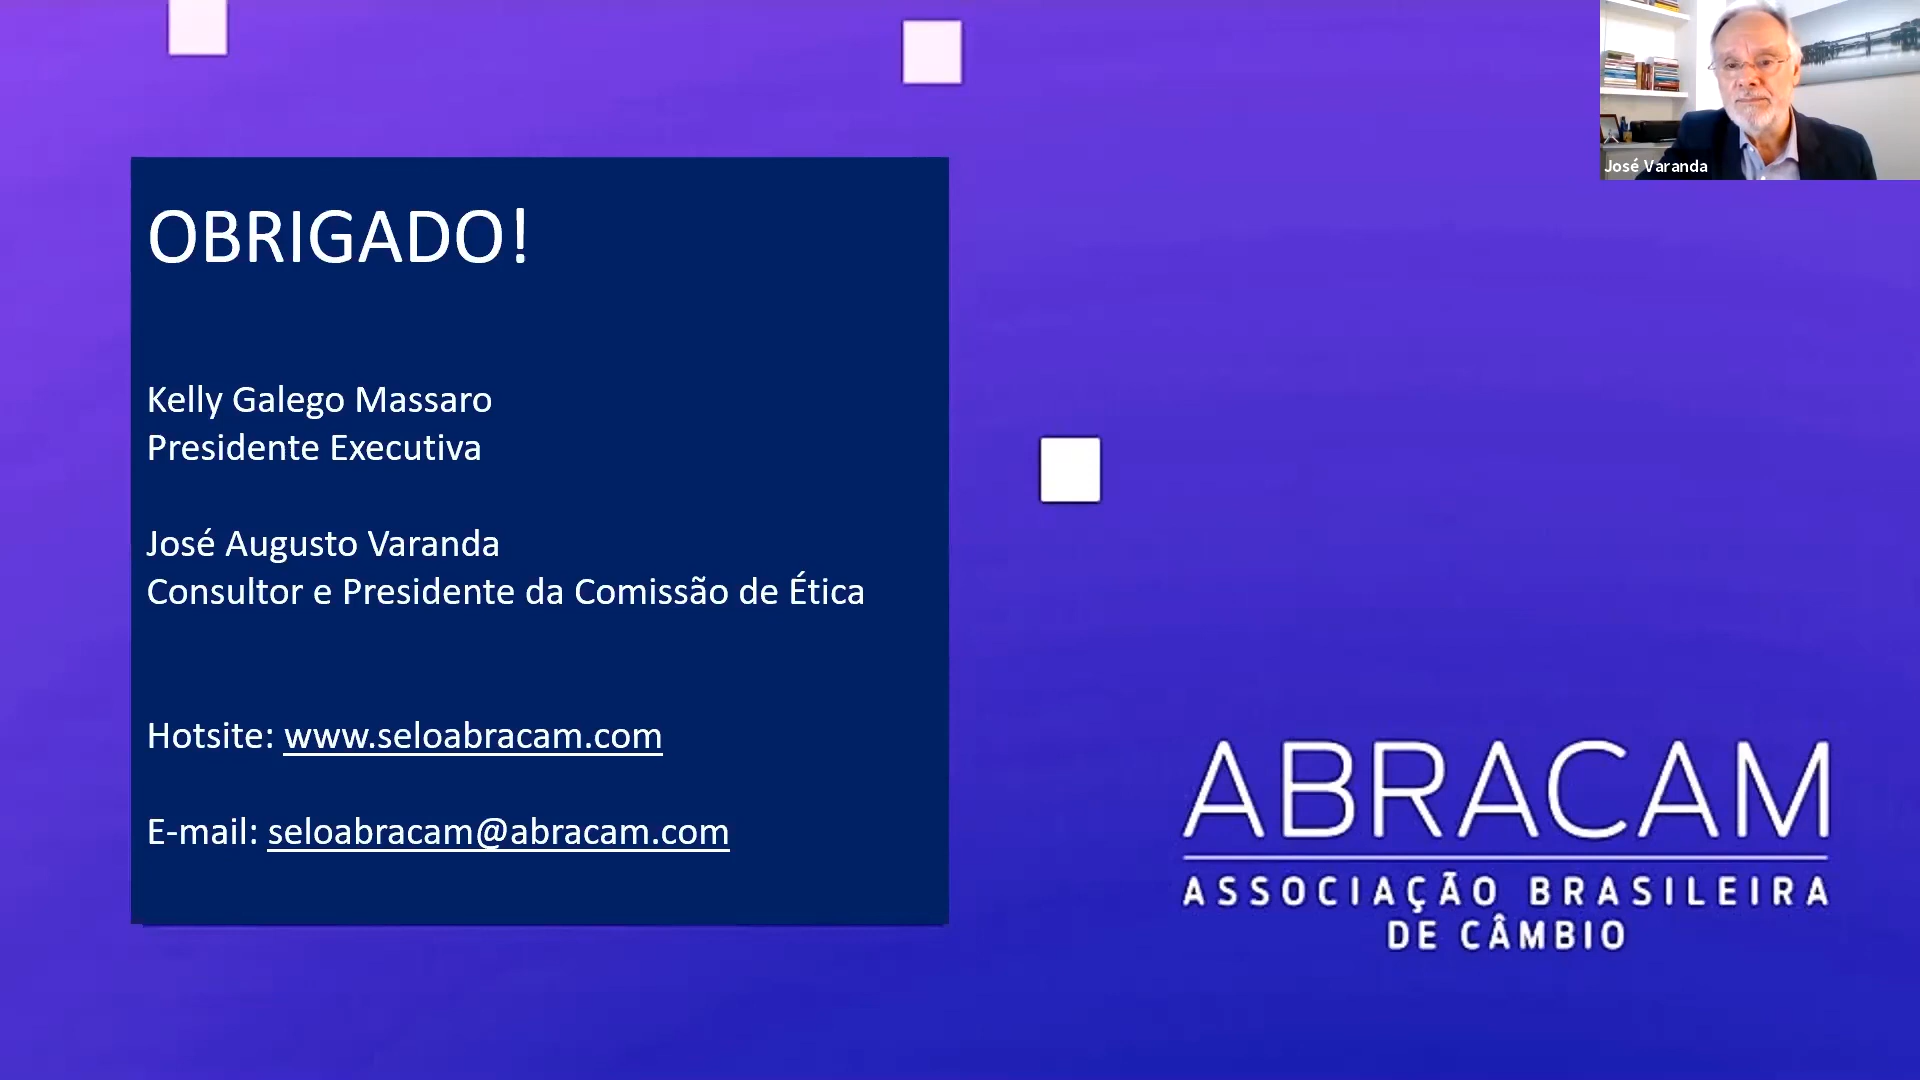 José Varanda
OBRIGADO!
Kelly Galego Massaro
Presidente Executiva
José Augusto Varanda
Consultor e Presidente da Comissão de Ética
Hotsite: www.seloabracam.com
E-mail: seloabracam@abracam.com
ABRACAM
ASSOCIAÇÃO BRASILEIRA
DE CÂMBIO